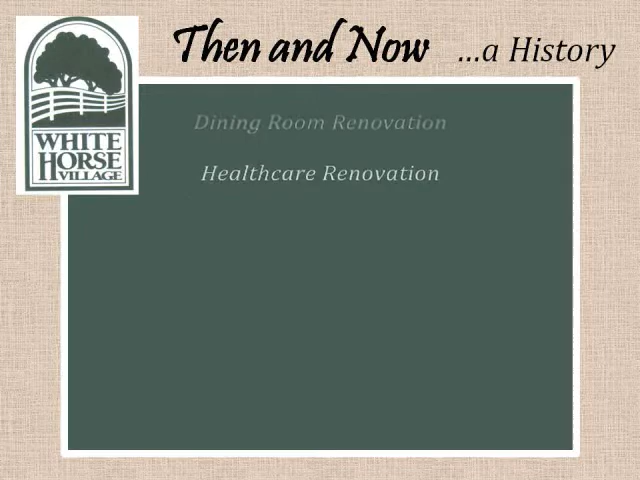 Then and Now ...a History
WHITE
HORSE
VILLAGE
Dining Room Renovation
Healthcare Renovation